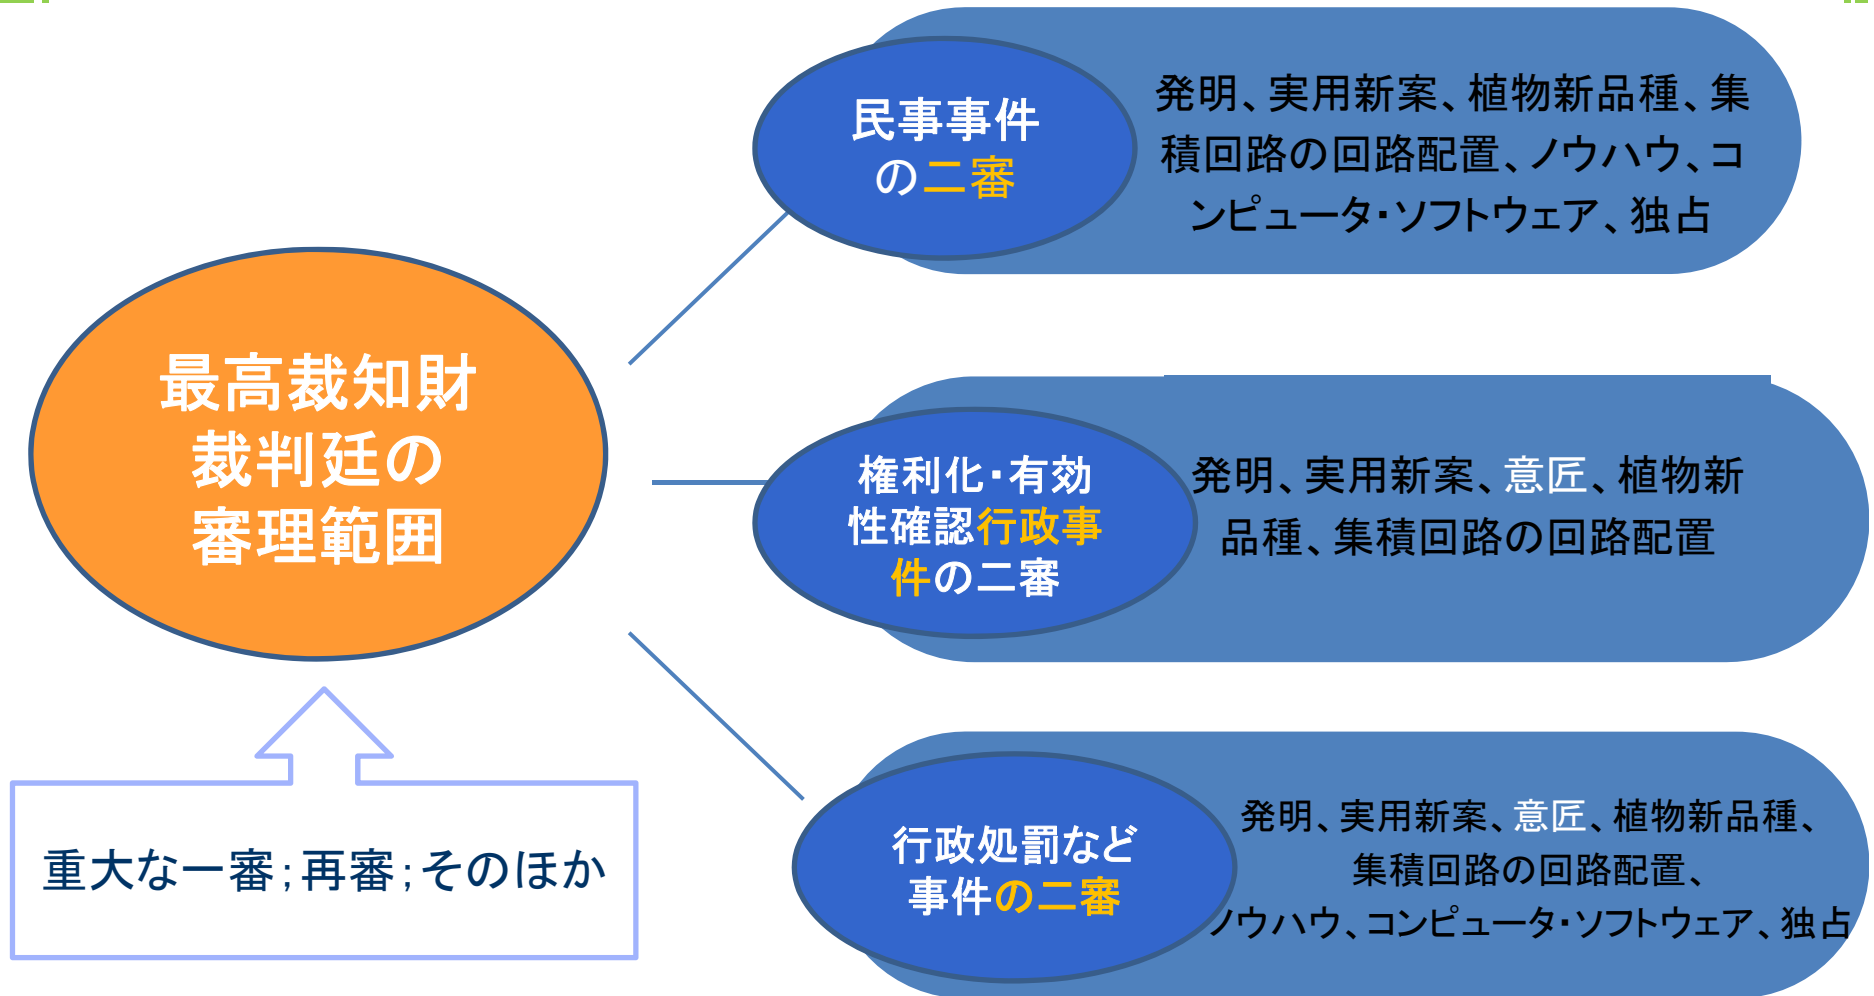 民事事件
の二審
発明、実用新案、植物新品種、集
積回路の回路配置、ノウハウ、コ
ンピュータ・ソフトウェア、独占
最高裁知財
裁判廷の
審理範囲
権利化・有効
性確認行政事
件の二審
発明、実用新案、意匠、植物新
品種、集積回路の回路配置
行政処罰など
事件の二審
発明、実用新案、意匠、植物新品種、
集積回路の回路配置、
ノウハウ、コンピュータ・ソフトウェア、独占
重大な一審;再審;そのほか